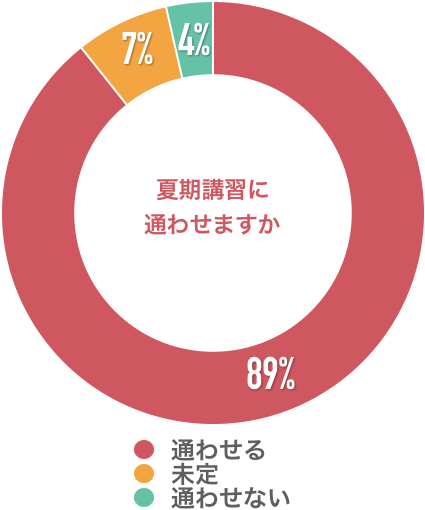 7%
4%
夏期講習に
通わせますか
89%
通わせる
未定
通わせない